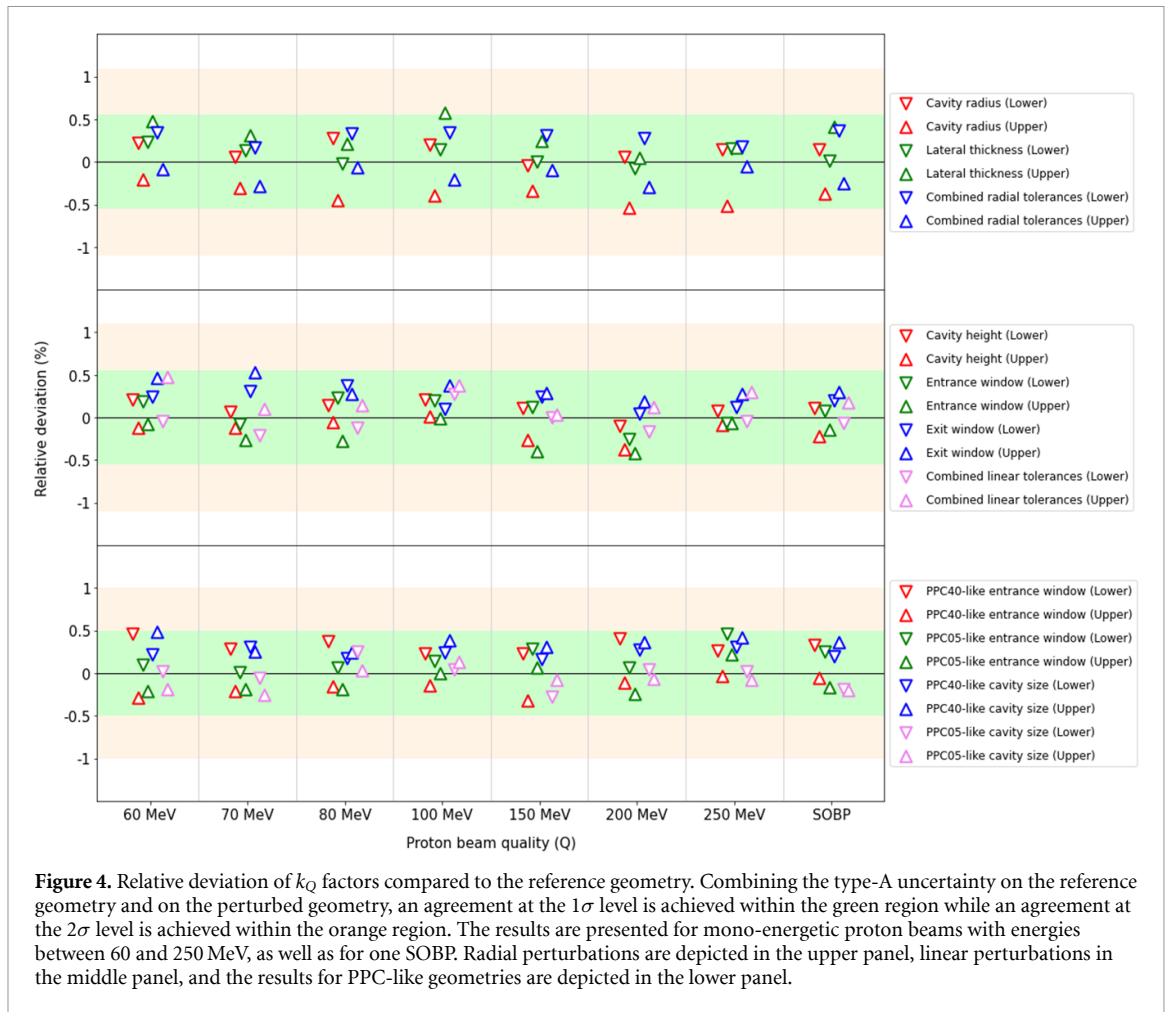 1
0.5
0
-0.5
-1
Cavity radius (Lower)
Cavity radius (Upper)
Lateral thickness (Lower)
Lateral thickness (Upper)
Combined radial tolerances (Lower)
Combined radial tolerances (Upper)
Relative deviation (%)
1
0.5
0
-0.5
-1
Cavity height (Lower)
Cavity height (Upper)
Entrance window (Lower)
Entrance window (Upper)
Exit window (Lower)
Exit window (Upper)
Combined linear tolerances (Lower)
Combined linear tolerances (Upper)
1
0.5
0
-0.5
-1
PPC40-like entrance window (Lower)
PPC40-like entrance window (Upper)
PPC05-like entrance window (Lower)
PPC05-like entrance window (Upper)
PPC40-like cavity size (Lower)
PPC40-like cavity size (Upper)
PPC05-like cavity size (Lower)
PPC05-like cavity size (Upper)
60 MeV 70 MeV 80 MeV 100 MeV 150 MeV 200 MeV 250 MeV SOBP
Proton beam quality (Q)
Figure 4. Relative deviation of kQ factors compared to the reference geometry. Combining the type-A uncertainty on the reference
geometry and on the perturbed geometry, an agreement at the 1σ level is achieved within the green region while an agreement at
the 2σ level is achieved within the orange region. The results are presented for mono-energetic proton beams with energies
between 60 and 250 MeV, as well as for one SOBP. Radial perturbations are depicted in the upper panel, linear perturbations in
the middle panel, and the results for PPC-like geometries are depicted in the lower panel.